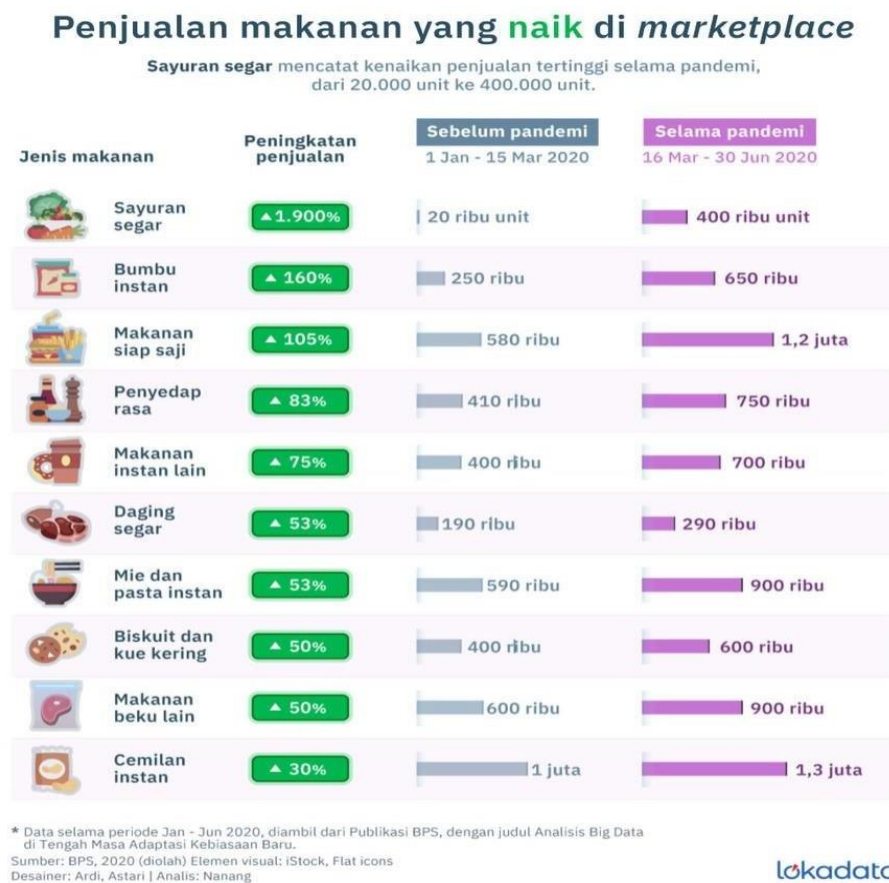 Penjualan makanan yang naik di marketplace
Sayuran segar mencatat kenaikan penjualan tertinggi selama pandemi,
dari 20.000 unit ke 400.000 unit.
Jenis makanan
Peningkatan
penjualan
Sebelum pandemi
1 Jan - 15 Mar 2020
Selama pandemi
16 Mar - 30 Jun 2020
Sayuran
segar
▲1.900%
20 ribu unit
400 ribu unit
Bumbu
instan
▲ 160%
250 ribu
650 ribu
Makanan
siap saji
▲ 105%
580 ribu
1,2 juta
Penyedap
rasa
▲ 83%
410 ribu
750 ribu
Makanan
instan lain
▲ 75%
400 ribu
700 ribu
Daging
segar
▲ 53%
190 ribu
290 ribu
Mie dan
pasta instan
▲ 53%
590 ribu
900 ribu
Biskuit dan
kue kering
▲ 50%
400 ribu
600 ribu
Makanan
beku lain
▲ 50%
600 ribu
900 ribu
Cemilan
instan
▲ 30%
1 juta
1,3 juta
* Data selama periode Jan - Jun 2020, diambil dari Publikasi BPS, dengan judul Analisis Big Data
di Tengah Masa Adaptasi Kebiasaan Baru.
Sumber: BPS, 2020 (diolah) Elemen visual: iStock, Flat icons
Desainer: Ardi, Astari | Analis: Nanang
lokadata